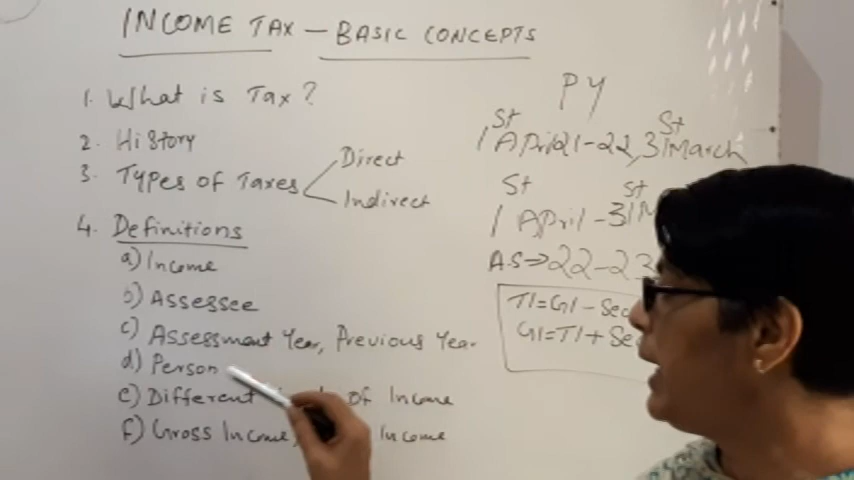 INCOME TAX - BASIC CONCEPTS
1. What is Tax?
2. History
3. Types of Taxes
Direct
Indirect
4. Definitions
a) Income
b) Assessee
c) Assessment Year, Previous Year
d) Person
e) Different of Income
f) Gross Income, Income
PY
1st April 21-22, 31st March
1st April - 31st M
A.S => 22-23
TI = GI - Sec
GI = TI + Se